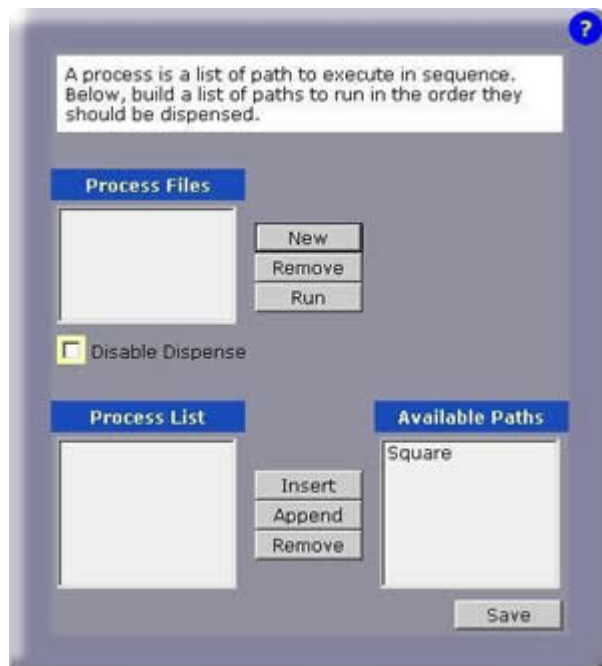 ?
A process is a list of path to execute in sequence.
Below, build a list of paths to run in the order they
should be dispensed.
Process Files
New
Remove
Run
Disable Dispense
Process List
Available Paths
Square
Insert
Append
Remove
Save